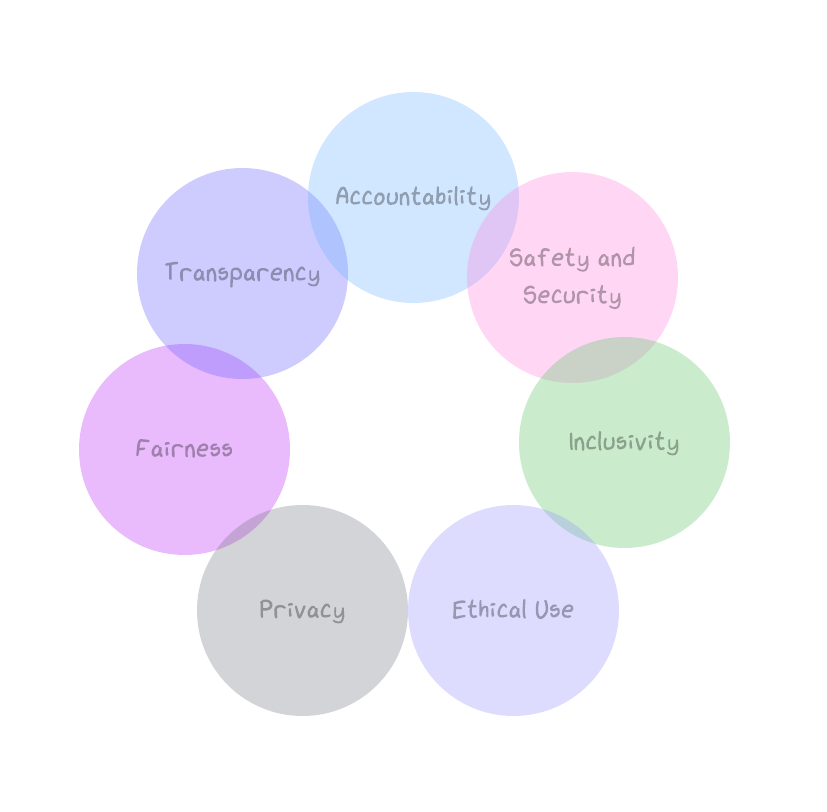 Accountability
Transparency
Safety and
Security
Fairness
Inclusivity
Privacy
Ethical Use